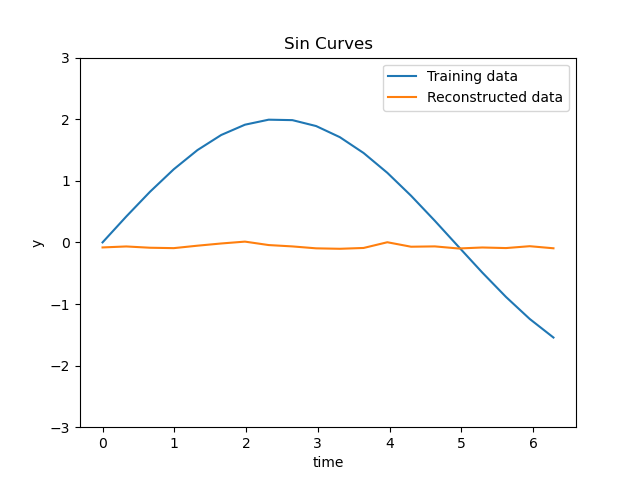 Sin Curves
Training data
Reconstructed data
3
2
1
0
−1
−2
−3
y
0 1 2 3 4 5 6
time